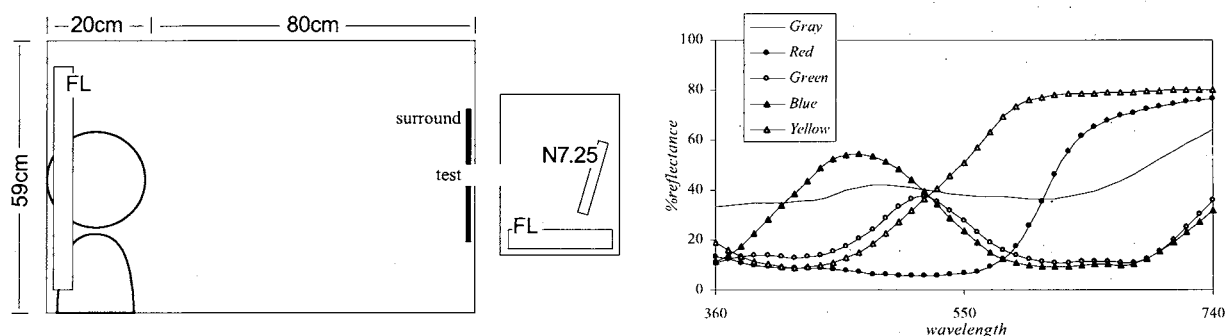 20cm
80cm
59cm
FL
surround
test
N7.25
FL
Gray
Red
Green
Blue
Yellow
100
80
60
40
20
0
%reflectance
360
550
740
wavelength